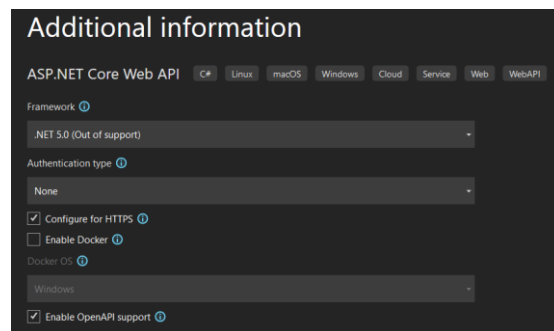 Additional information
ASP.NET Core Web API C# Linux macOS Windows Cloud Service Web WebAPI
Framework
.NET 5.0 (Out of support)
Authentication type
None
Configure for HTTPS
Enable Docker
Docker OS
Windows
Enable OpenAPI support